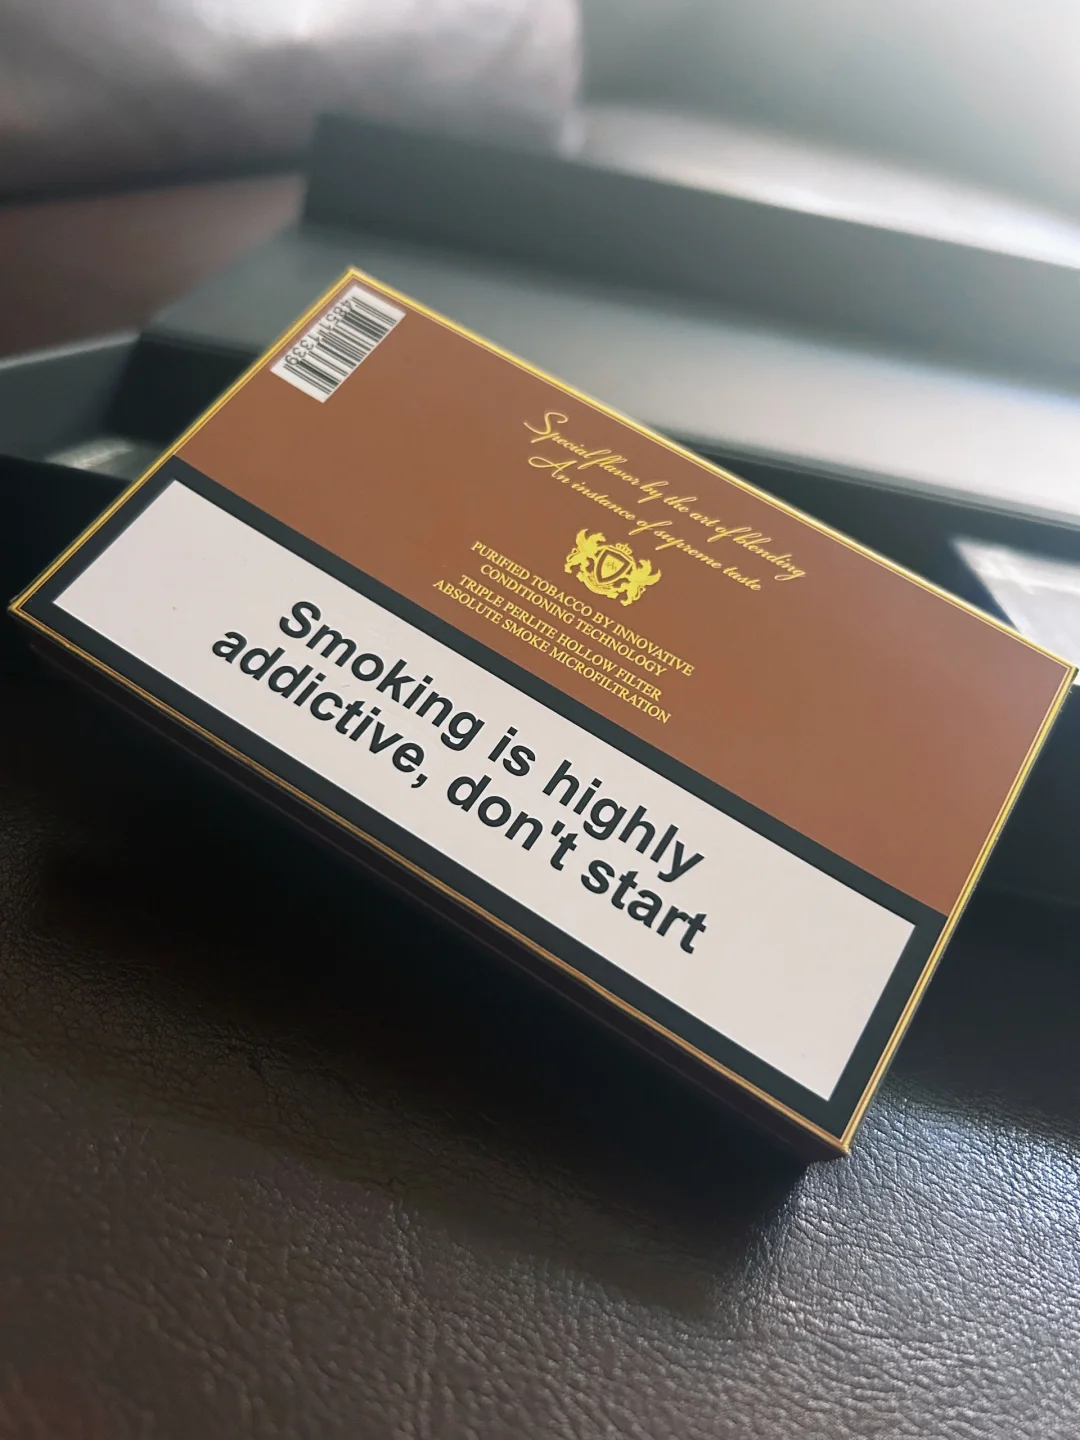 48511339
Special flavor by the art of blending
An instance of supreme taste
PURIFIED TOBACCO BY INNOVATIVE
CONDITIONING TECHNOLOGY
TRIPLE PERLITE HOLLOW FILTER
ABSOLUTE SMOKE MICROFILTRATION
Smoking is highly
addictive, don't start